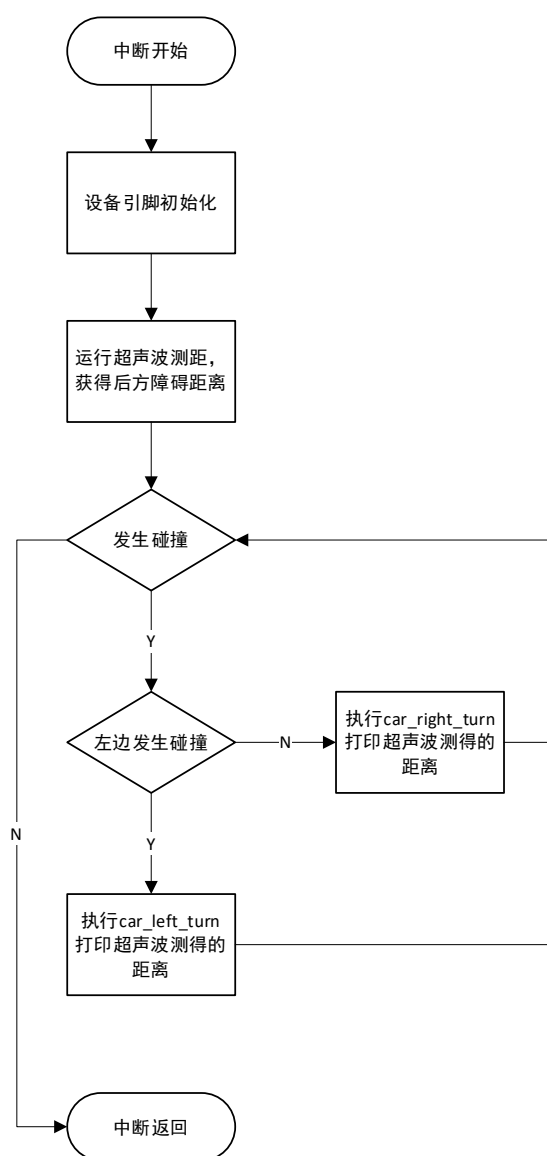 中断开始
设备引脚初始化
运行超声波测距，
获得后方障碍距离
发生碰撞
Y
左边发生碰撞
N
执行car_right_turn
打印超声波测得的
距离
N
Y
执行car_left_turn
打印超声波测得的
距离
中断返回